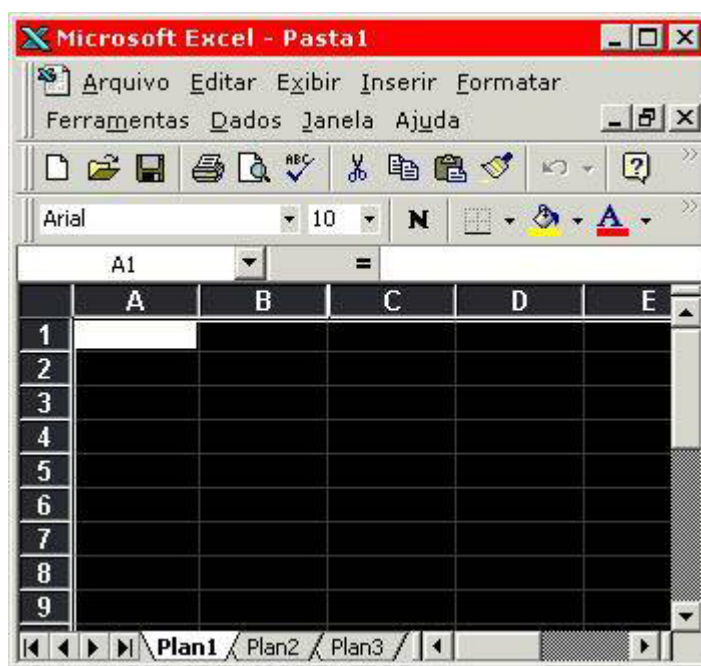 Microsoft Excel - Pasta1
Arquivo Editar Exibir Inserir Formatar
Ferramentas Dados Janela Ajuda
ABC
Arial 10 N A
A1 =
A B C D E
1
2
3
4
5
6
7
8
9
Plan1 Plan2 Plan3